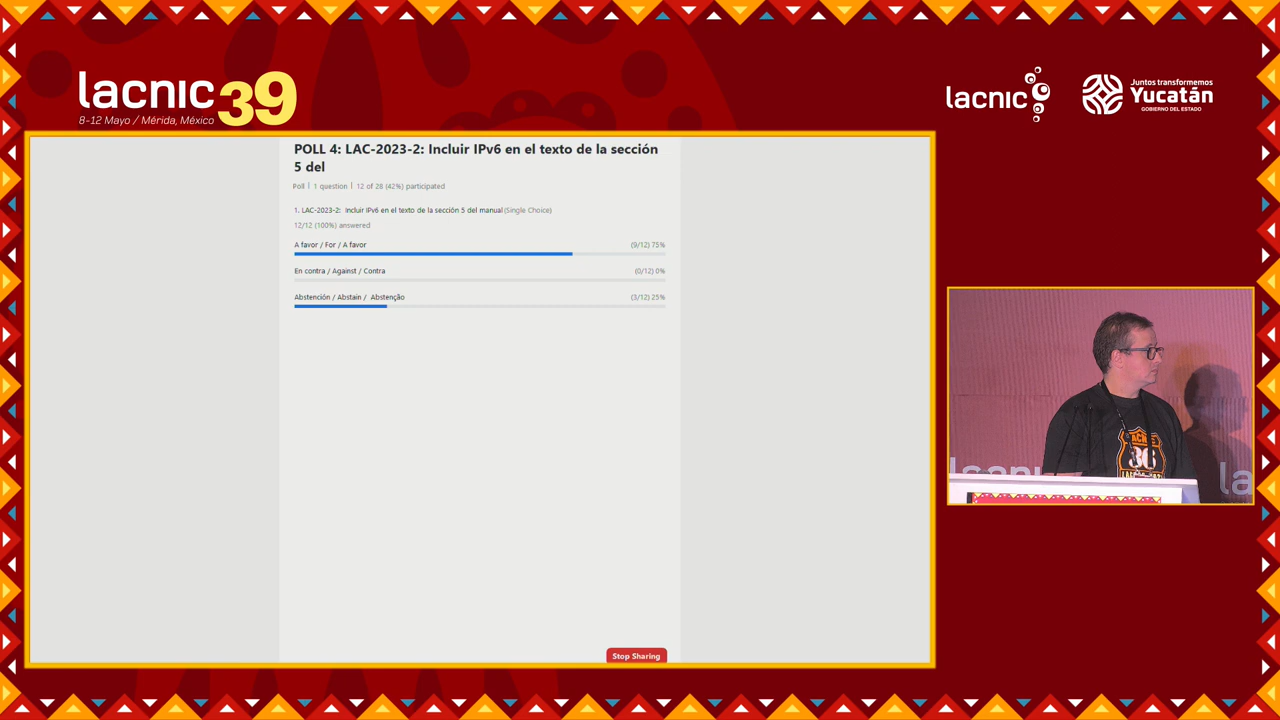 lacnic 39
8-12 Mayo / Mérida, México
lacnic
Juntos transformemos
Yucatán
GOBIERNO DEL ESTADO
POLL 4: LAC-2023-2: Incluir IPv6 en el texto de la sección
5 del
Poll | 1 question | 12 of 28 (42%) participated
1. LAC-2023-2: Incluir IPv6 en el texto de la sección 5 del manual (Single Choice)
12/12 (100%) answered
A favor / For / A favor (9/12) 75%
En contra / Against / Contra (0/12) 0%
Abstención / Abstain / Abstenção (3/12) 25%
Stop Sharing
LACNIC